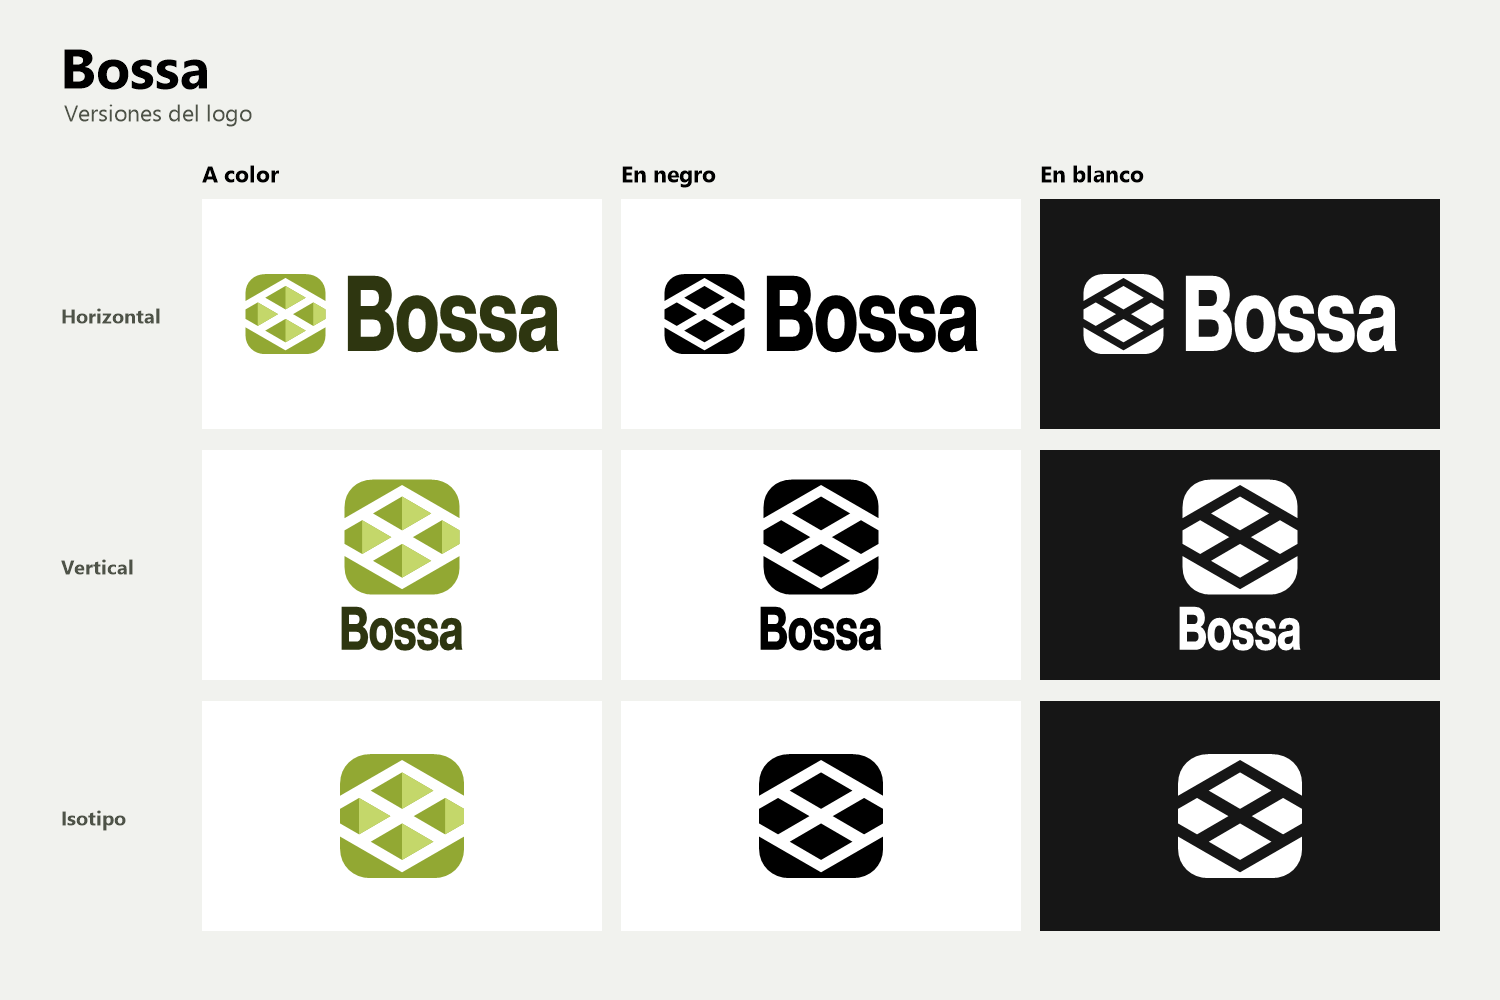 Bossa
Versiones del logo
A color
En negro
En blanco
Horizontal
Bossa
Bossa
Bossa
Vertical
Bossa
Bossa
Bossa
Isotipo